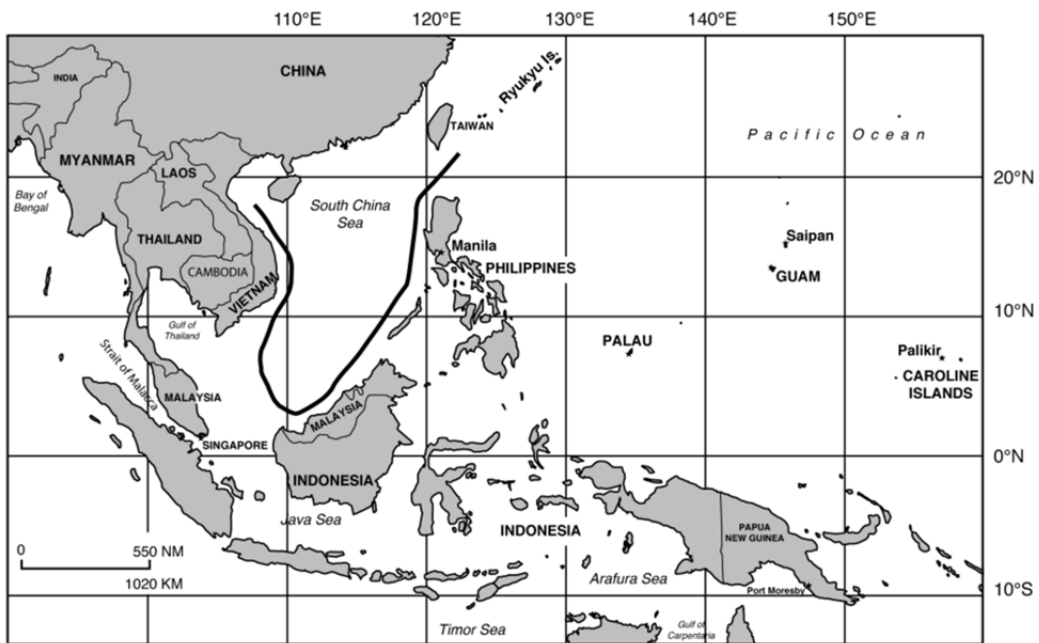 110°E 120°E 130°E 140°E 150°E
Ryukyu Is.
CHINA
INDIA
TAIWAN
Pacific Ocean
MYANMAR
LAOS
20°N
Bay of
Bengal
South China
Sea
THAILAND
Manila
Saipan
CAMBODIA
PHILIPPINES
GUAM
VIETNAM
10°N
Gulf of
Thailand
PALAU
Palikir
Strait of Malacca
CAROLINE
ISLANDS
MALAYSIA
MALAYSIA
SINGAPORE
0°N
INDONESIA
Java Sea
INDONESIA
PAPUA
NEW GUINEA
0 550 NM
1020 KM
Arafura Sea
Port Moresby
10°S
Timor Sea
Gulf of
Carpentaria